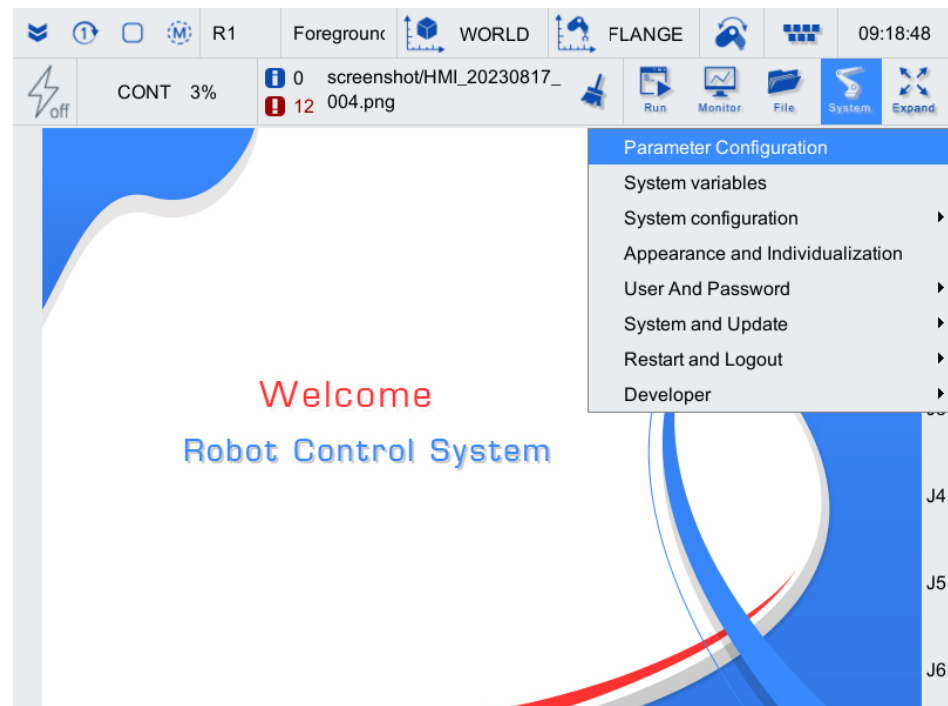 1 M R1 Foregroun WORLD FLANGE 09:18:48
off CONT 3% i 0 screenshot/HMI_20230817_
! 12 004.png
Run Monitor File System Expand
Parameter Configuration
System variables
System configuration
Appearance and Individualization
User And Password
System and Update
Restart and Logout
Developer
Welcome
Robot Control System
J4
J5
J6